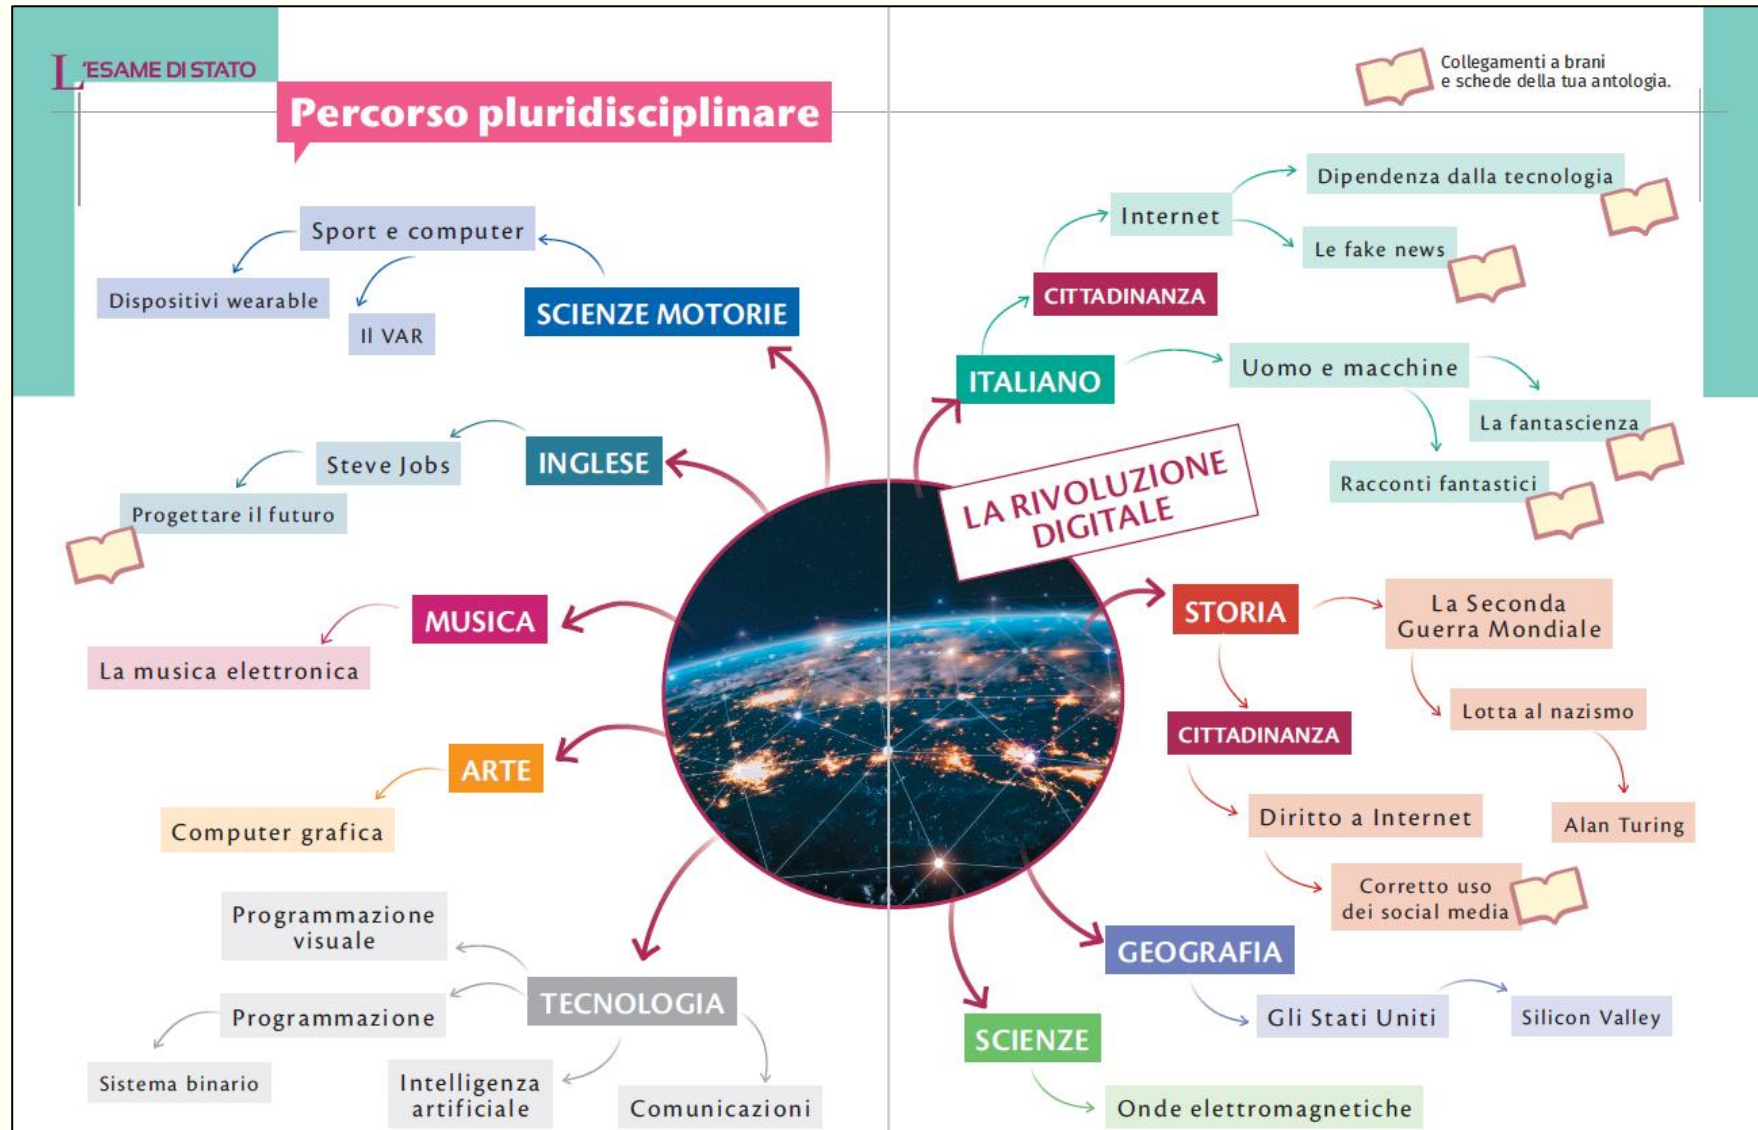 L'ESAME DI STATO
Percorso pluridisciplinare
Collegamenti a brani
e schede della tua antologia.
Sport e computer
Dispositivi wearable
Il VAR
SCIENZE MOTORIE
Steve Jobs
INGLESE
Progettare il futuro
MUSICA
La musica elettronica
ARTE
Computer grafica
Programmazione
visuale
TECNOLOGIA
Programmazione
Sistema binario
Intelligenza
artificiale
Comunicazioni
Dipendenza dalla tecnologia
Internet
Le fake news
CITTADINANZA
ITALIANO
Uomo e macchine
La fantascienza
Racconti fantastici
LA RIVOLUZIONE
DIGITALE
STORIA
La Seconda
Guerra Mondiale
Lotta al nazismo
CITTADINANZA
Diritto a Internet
Alan Turing
Corretto uso
dei social media
GEOGRAFIA
Gli Stati Uniti
Silicon Valley
SCIENZE
Onde elettromagnetiche